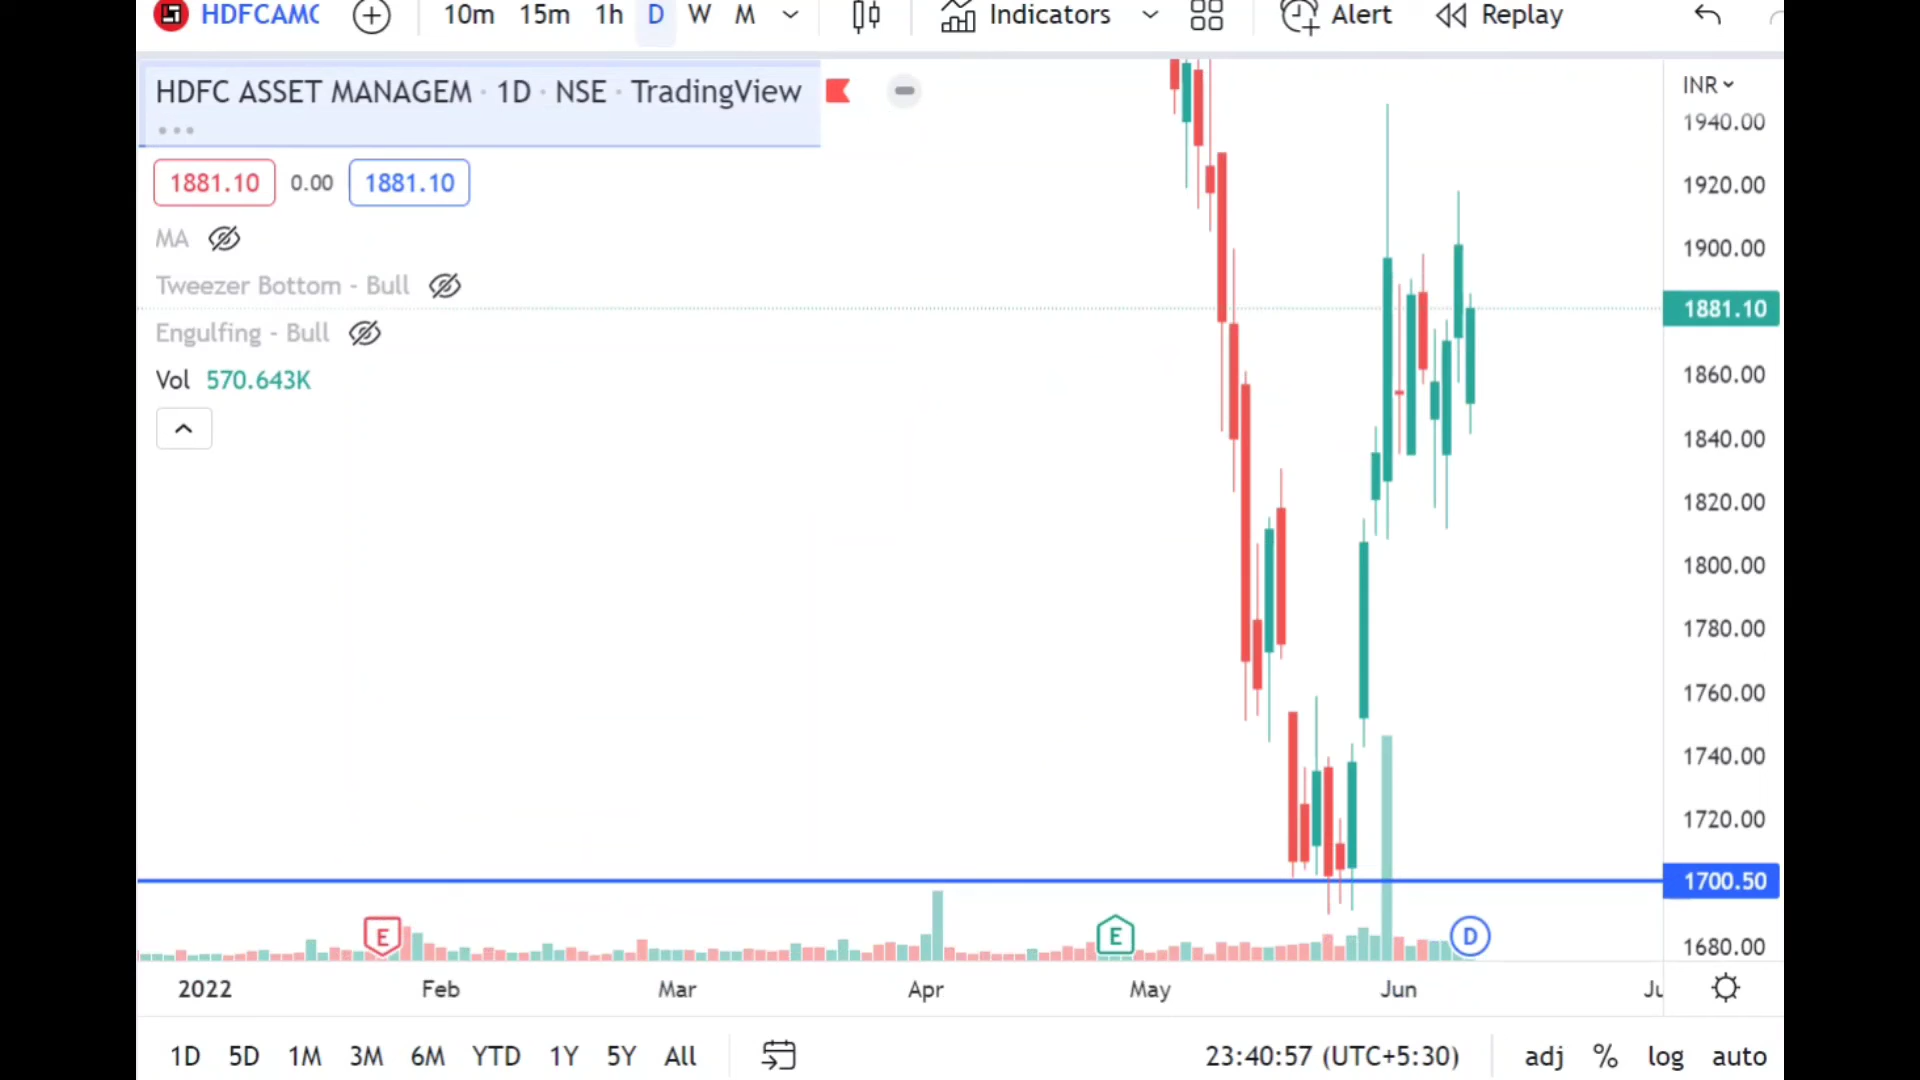 HDFCAMC 10m 15m 1h D W M Indicators Alert Replay
HDFC ASSET MANAGEM · 1D · NSE · TradingView
INR
1940.00
1881.10 0.00 1881.10
1920.00
MA
1900.00
Tweezer Bottom - Bull
1881.10
Engulfing - Bull
Vol 570.643K
1860.00
1840.00
1820.00
1800.00
1780.00
1760.00
1740.00
1720.00
1700.50
E E D
1680.00
2022 Feb Mar Apr May Jun
1D 5D 1M 3M 6M YTD 1Y 5Y All 23:40:57 (UTC+5:30) adj % log auto